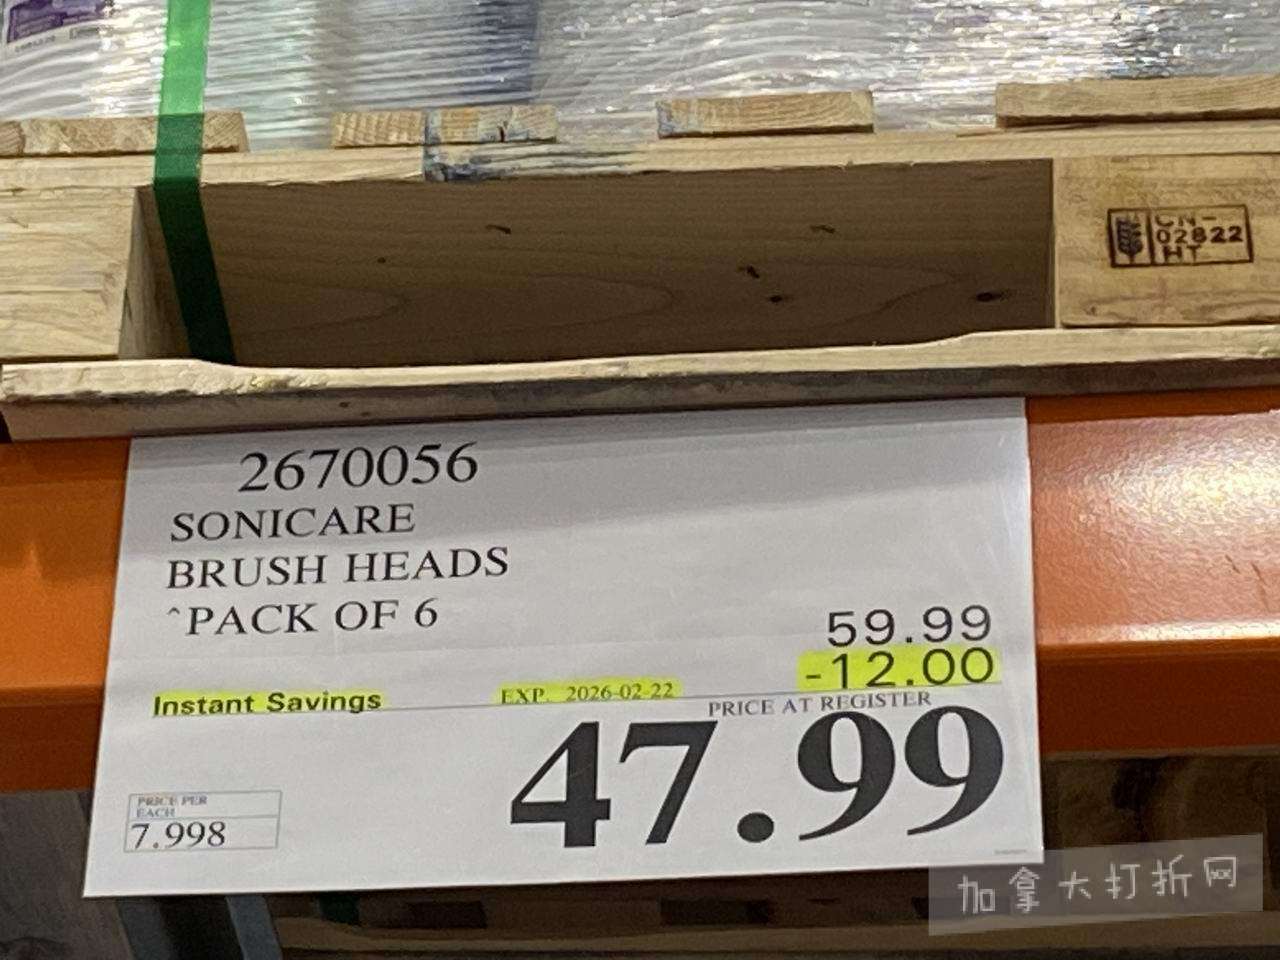 CN-
02822
HT
2670056
SONICARE
BRUSH HEADS
^PACK OF 6
59.99
-12.00
Instant Savings EXP. 2026-02-22
PRICE AT REGISTER
47.99
PRICE PER
EACH
7.998
加拿大打折网